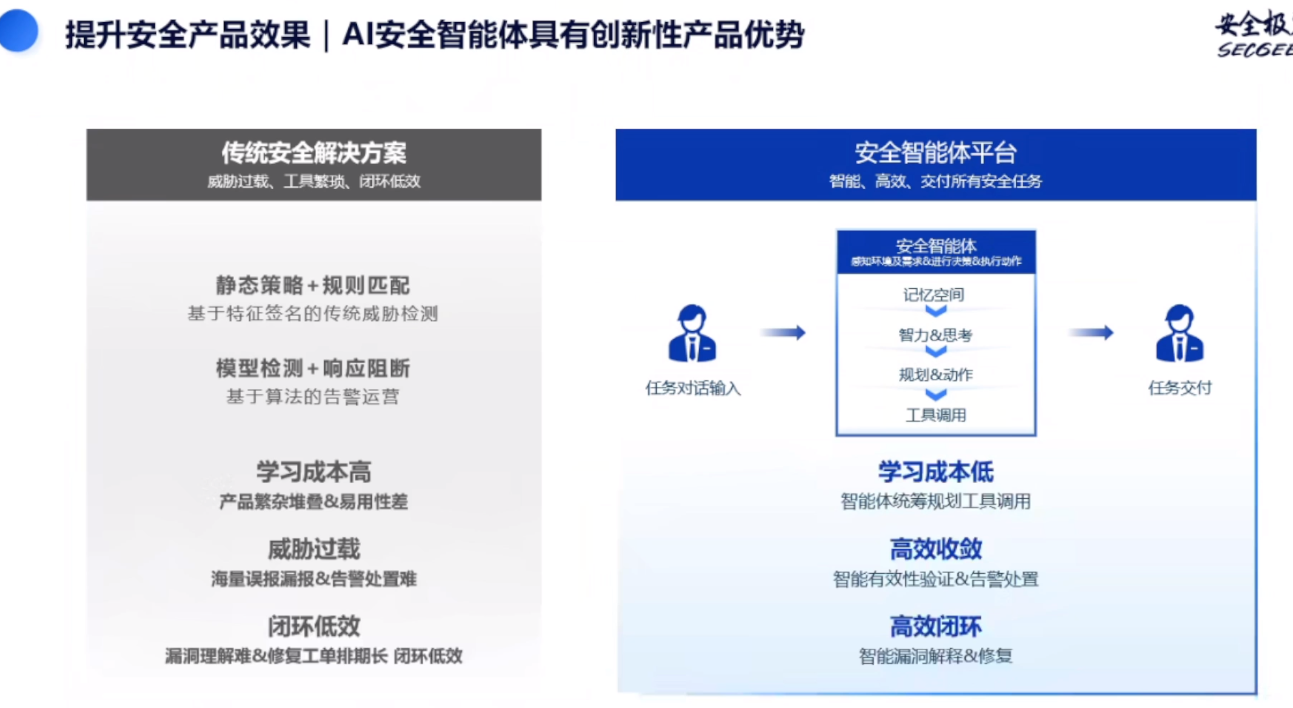 提升安全产品效果｜AI安全智能体具有创新性产品优势
安全极
SECGEE
传统安全解决方案
威胁过载、工具繁琐、闭环低效
静态策略+规则匹配
基于特征签名的传统威胁检测
模型检测+响应阻断
基于算法的告警运营
学习成本高
产品繁杂堆叠&易用性差
威胁过载
海量误报漏报&告警处置难
闭环低效
漏洞理解难&修复工单排期长 闭环低效
安全智能体平台
智能、高效、交付所有安全任务
任务对话输入
安全智能体
感知环境及需求&进行决策&执行动作
记忆空间
智力&思考
规划&动作
工具调用
任务交付
学习成本低
智能体统筹规划工具调用
高效收敛
智能有效性验证&告警处置
高效闭环
智能漏洞解释&修复